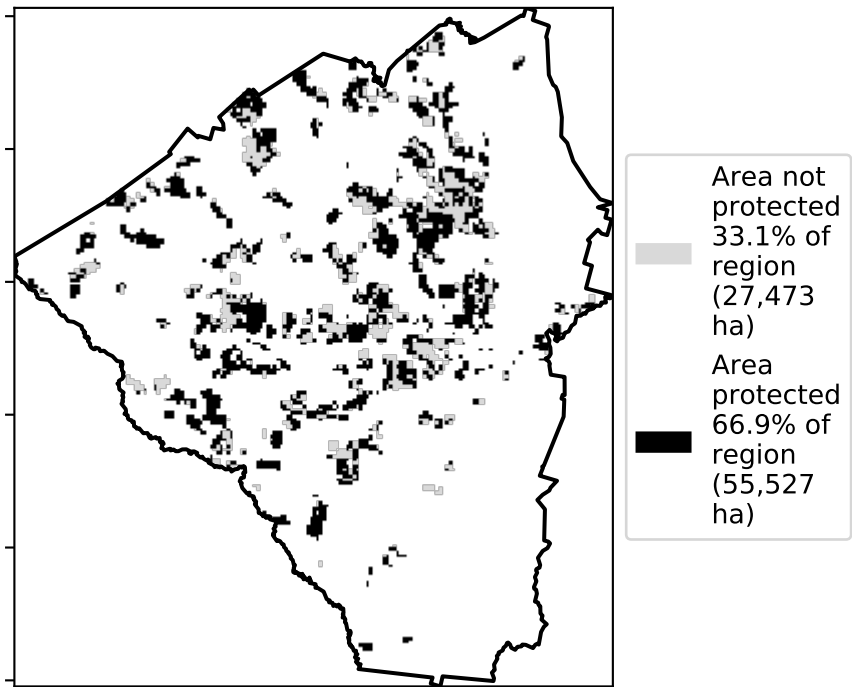 Area not
protected
33.1% of
region
(27,473
ha)
Area
protected
66.9% of
region
(55,527
ha)